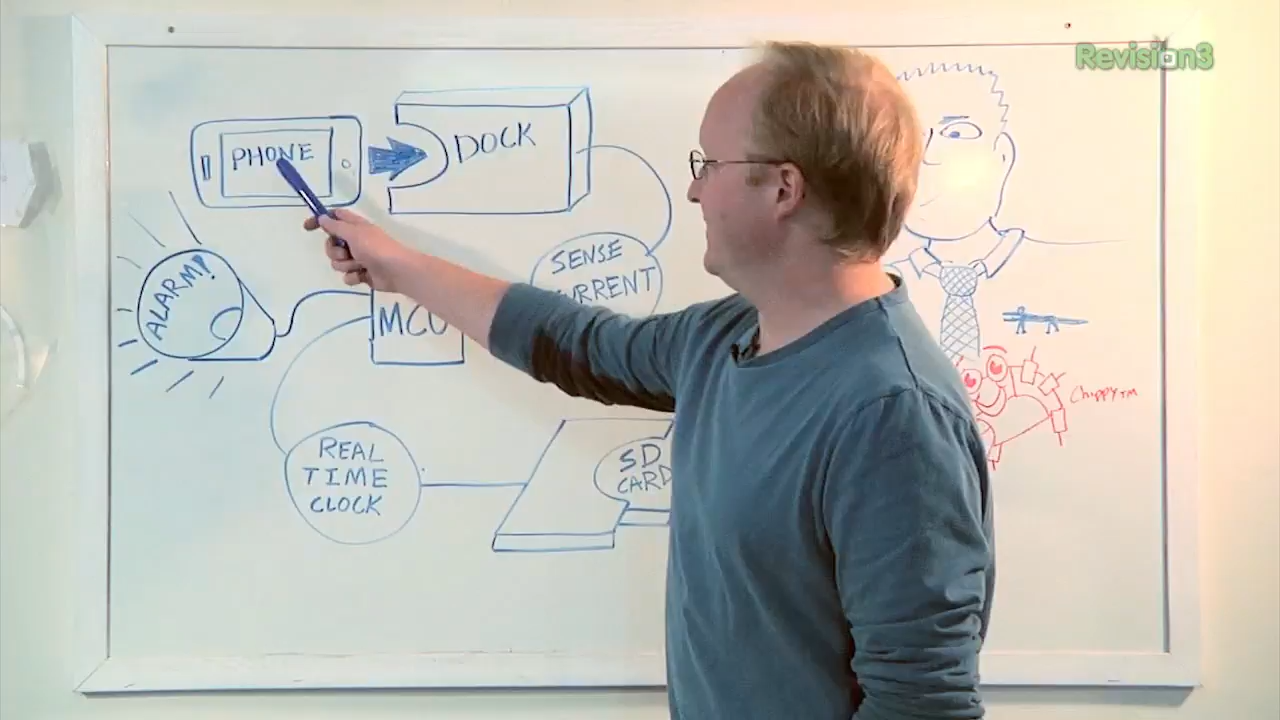 Revision3
PHONE
DOCK
SENSE
CURRENT
ALARM!
MCU
Chippy™
REAL
TIME
CLOCK
SD
CARD